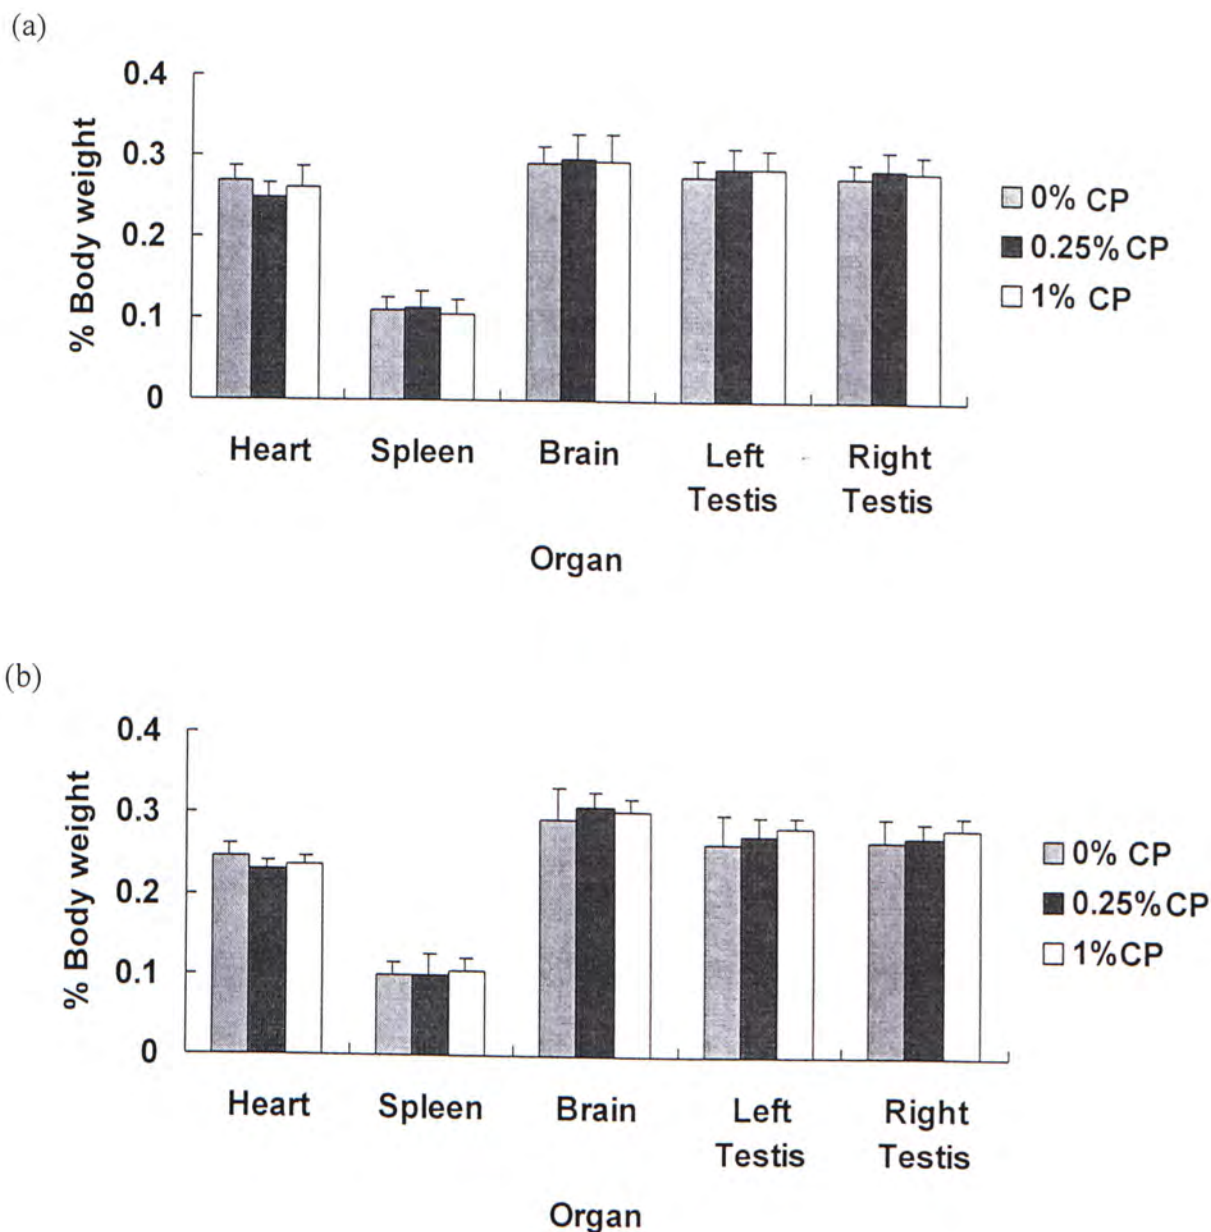 (a)
% Body weight
0.4
0.3
0.2
0.1
0
Heart
Spleen
Brain
Left
Testis
Right
Testis
Organ
0% CP
0.25% CP
1% CP
(b)
% Body weight
0.4
0.3
0.2
0.1
0
Heart
Spleen
Brain
Left
Testis
Right
Testis
Organ
0% CP
0.25% CP
1%CP